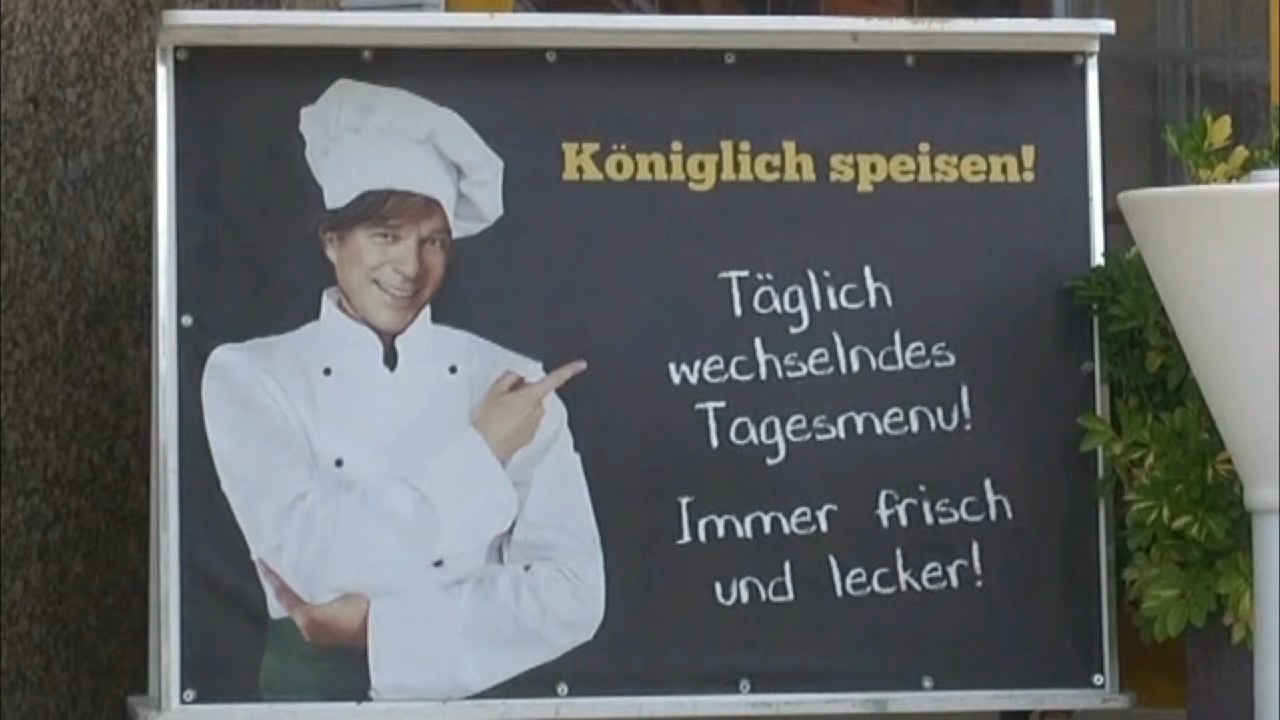 Königlich speisen!
Täglich
wechselndes
Tagesmenu!
Immer frisch
und lecker!